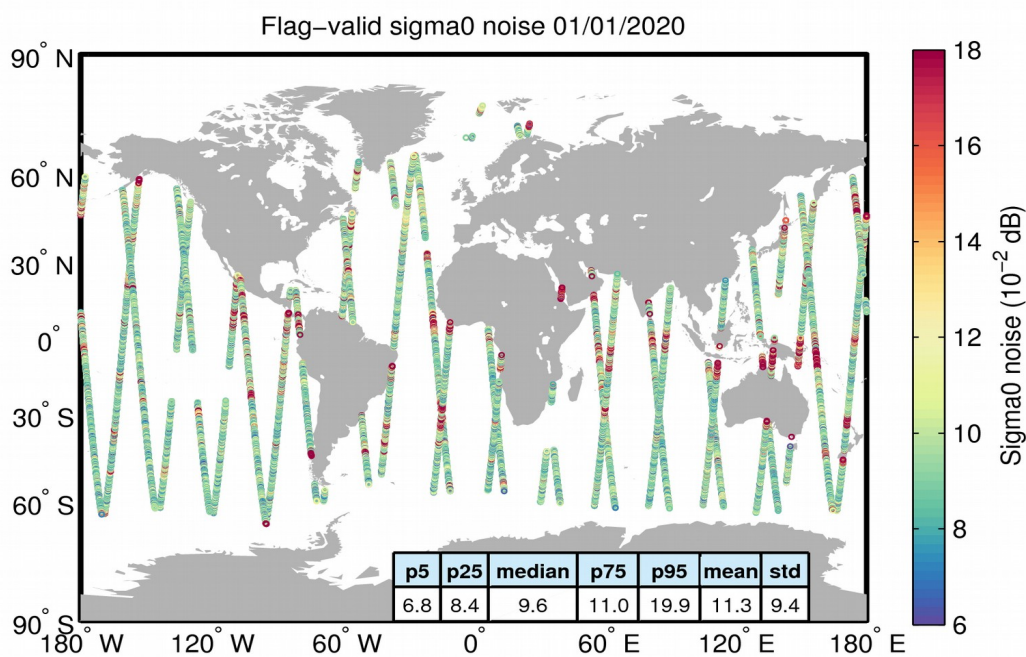 Flag−valid sigma0 noise 01/01/2020
90° N
60° N
30° N
0°
30° S
60° S
90° S
180° W
120° W
60° W
0°
60° E
120° E
180° E
p5 p25 median p75 p95 mean std
6.8 8.4 9.6 11.0 19.9 11.3 9.4
18
16
14
12
10
8
6
Sigma0 noise (10⁻² dB)